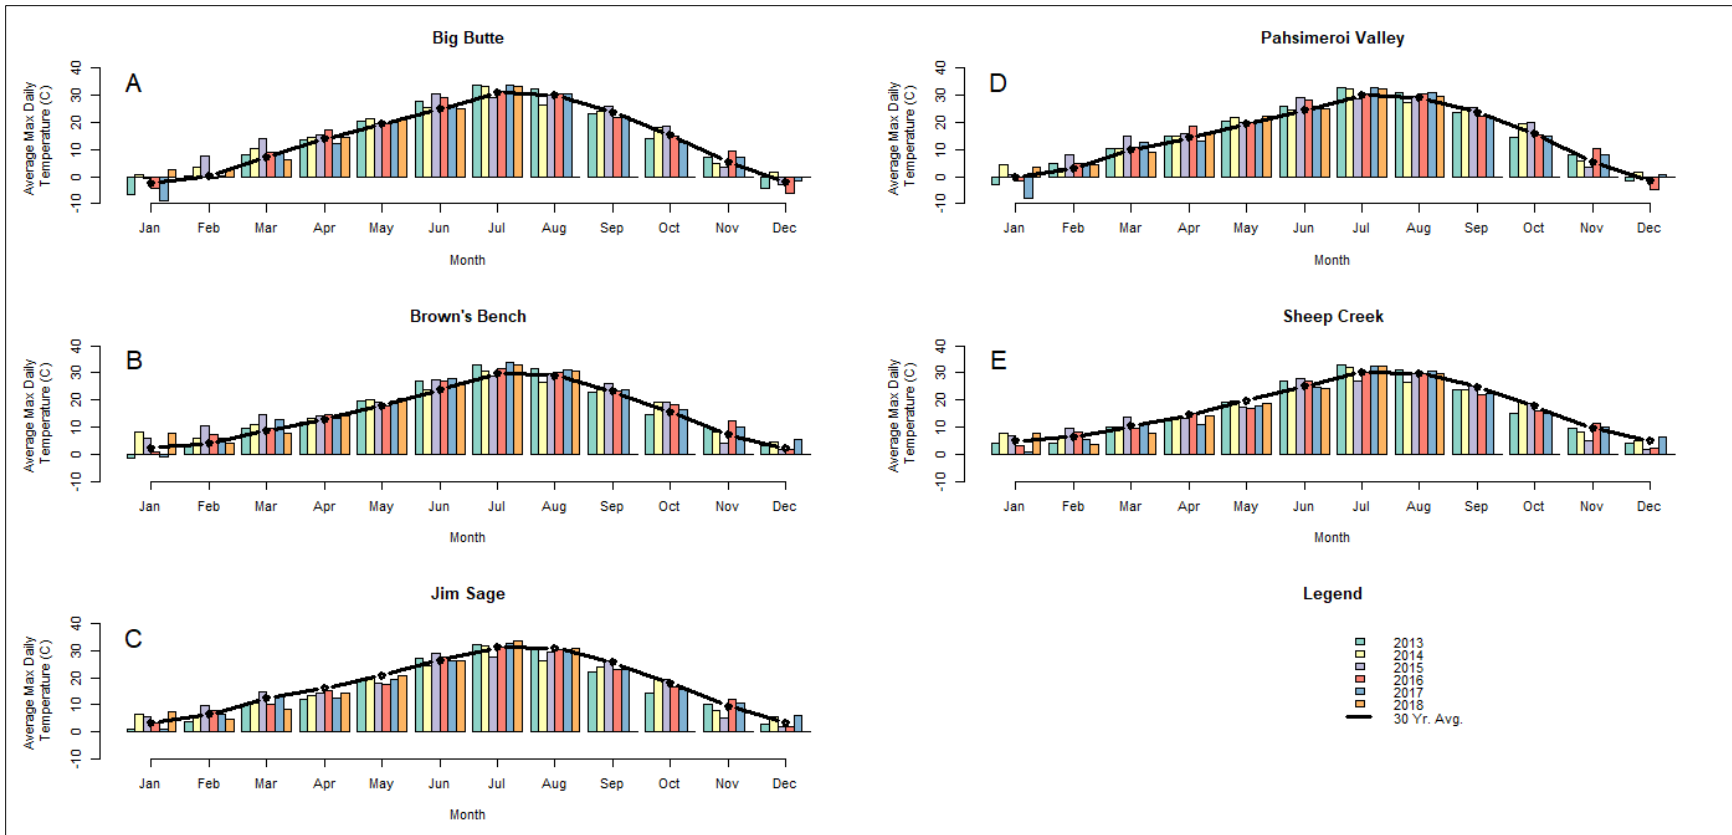 Big Butte
A
Average Max Daily
Temperature (C)
40
30
20
10
0
-10
Jan Feb Mar Apr May Jun Jul Aug Sep Oct Nov Dec
Month
Pahsimeroi Valley
D
Average Max Daily
Temperature (C)
40
30
20
10
0
-10
Jan Feb Mar Apr May Jun Jul Aug Sep Oct Nov Dec
Month
Brown's Bench
B
Average Max Daily
Temperature (C)
40
30
20
10
0
-10
Jan Feb Mar Apr May Jun Jul Aug Sep Oct Nov Dec
Month
Sheep Creek
E
Average Max Daily
Temperature (C)
40
30
20
10
0
-10
Jan Feb Mar Apr May Jun Jul Aug Sep Oct Nov Dec
Month
Jim Sage
C
Average Max Daily
Temperature (C)
40
30
20
10
0
-10
Jan Feb Mar Apr May Jun Jul Aug Sep Oct Nov Dec
Month
Legend
2013
2014
2015
2016
2017
2018
30 Yr. Avg.